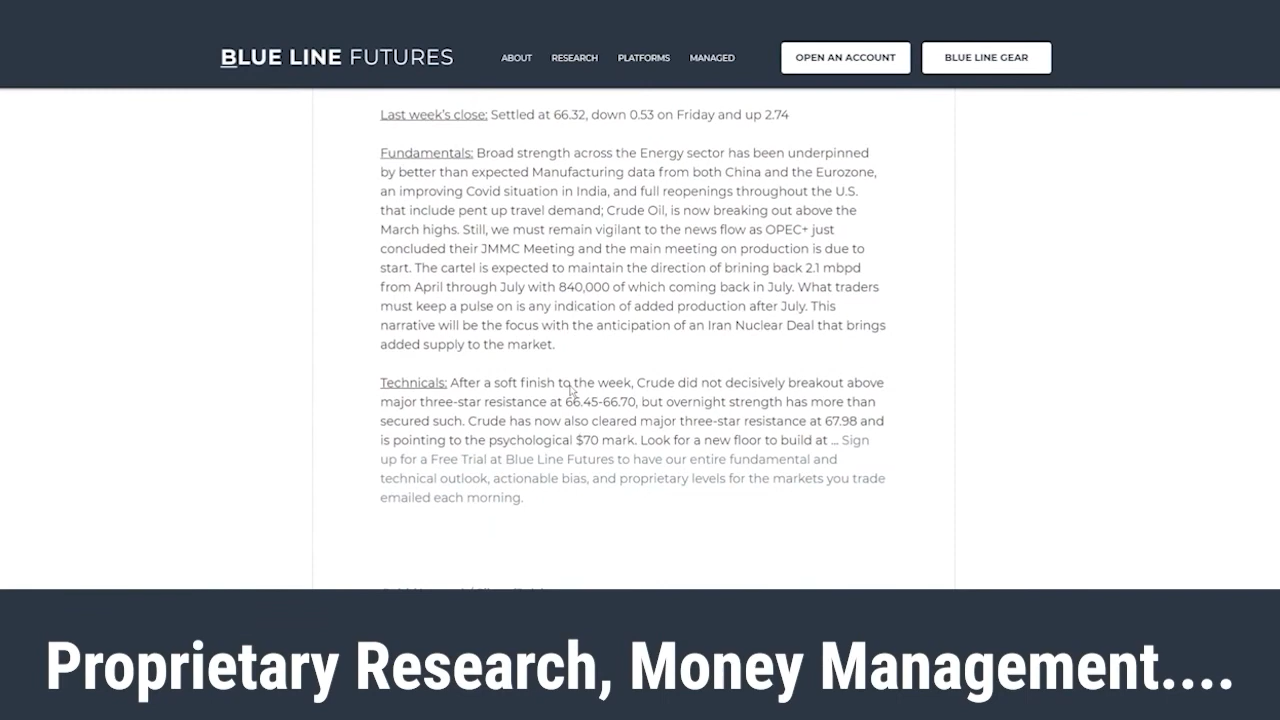 BLUE LINE FUTURES
ABOUT RESEARCH PLATFORMS MANAGED OPEN AN ACCOUNT BLUE LINE GEAR
Last week's close: Settled at 66.32, down 0.53 on Friday and up 2.74
Fundamentals: Broad strength across the Energy sector has been underpinned
by better than expected Manufacturing data from both China and the Eurozone,
an improving Covid situation in India, and full reopenings throughout the U.S.
that include pent up travel demand; Crude Oil, is now breaking out above the
March highs. Still, we must remain vigilant to the news flow as OPEC+ just
concluded their JMMC Meeting and the main meeting on production is due to
start. The cartel is expected to maintain the direction of brining back 2.1 mbpd
from April through July with 840,000 of which coming back in July. What traders
must keep a pulse on is any indication of added production after July. This
narrative will be the focus with the anticipation of an Iran Nuclear Deal that brings
added supply to the market.
Technicals: After a soft finish to the week, Crude did not decisively breakout above
major three-star resistance at 66.45-66.70, but overnight strength has more than
secured such. Crude has now also cleared major three-star resistance at 67.98 and
is pointing to the psychological $70 mark. Look for a new floor to build at ... Sign
up for a Free Trial at Blue Line Futures to have our entire fundamental and
technical outlook, actionable bias, and proprietary levels for the markets you trade
emailed each morning.
Proprietary Research, Money Management....